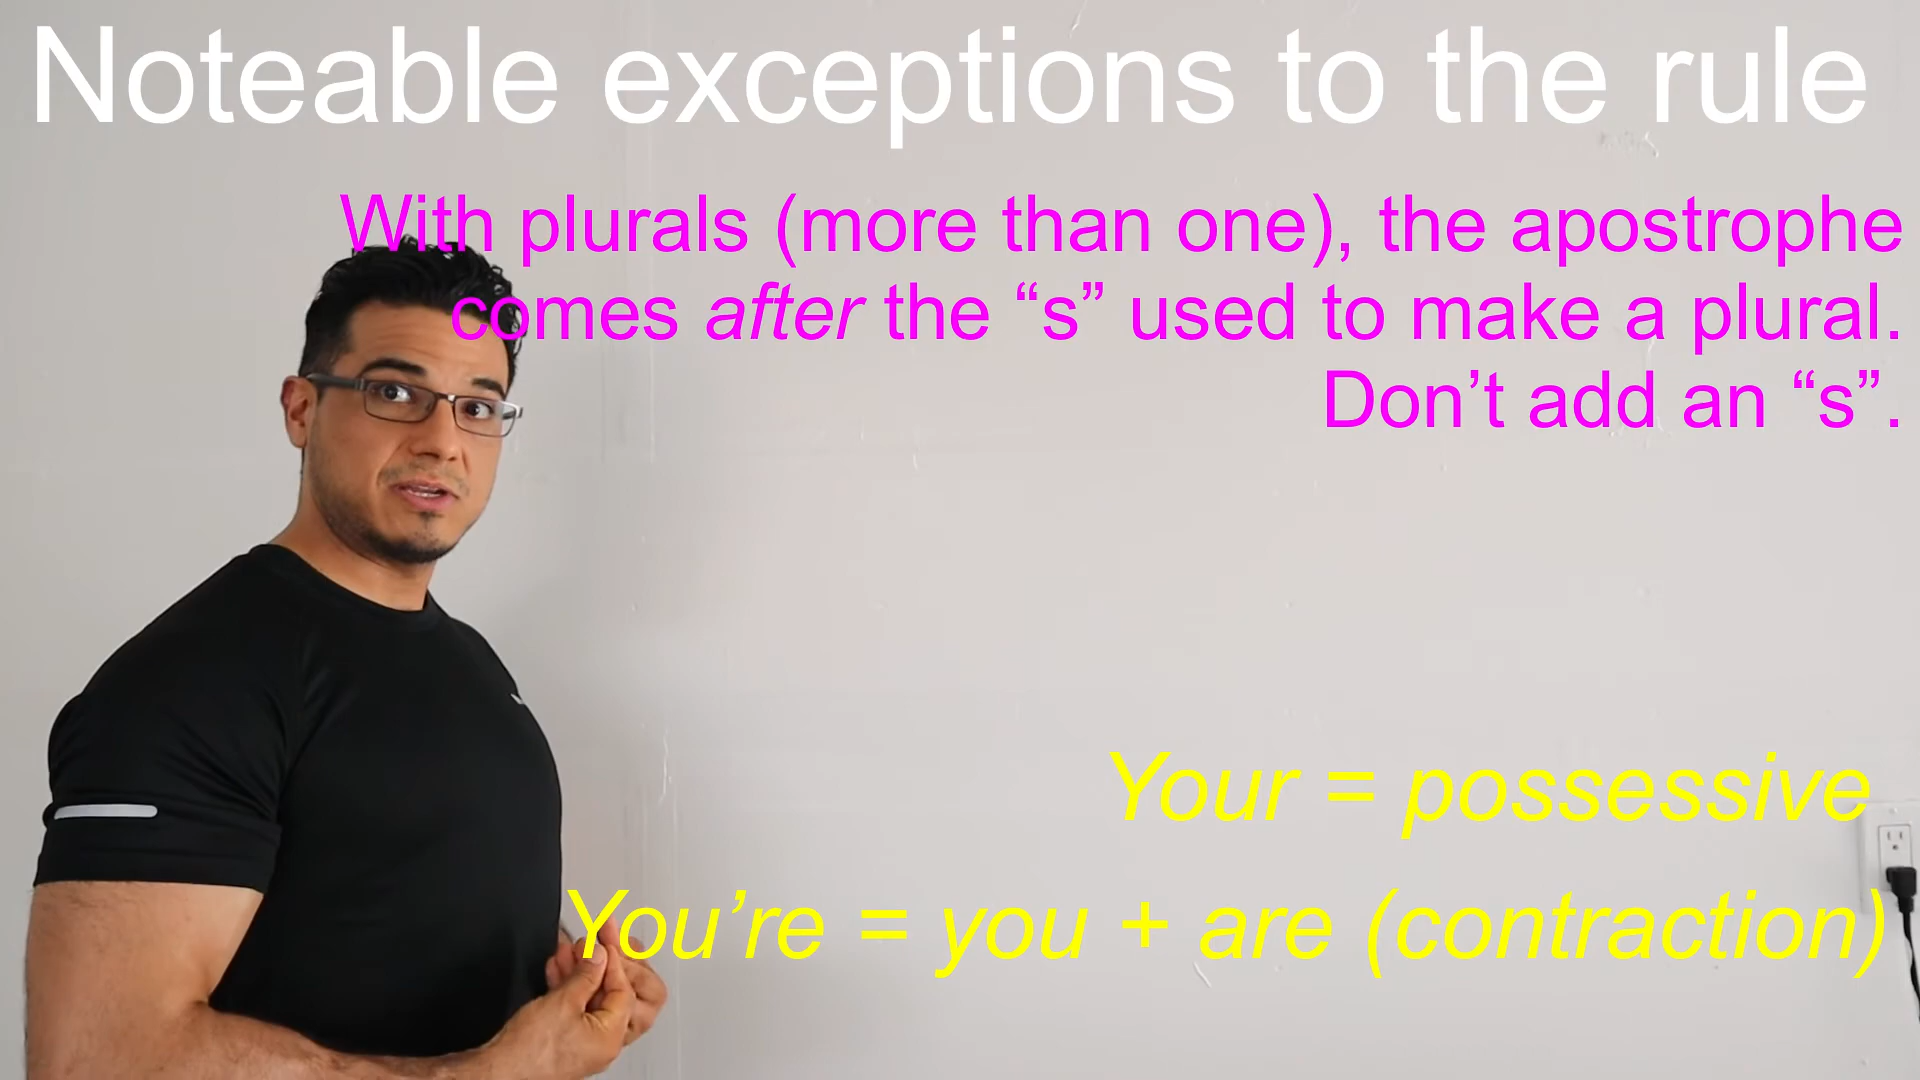 Noteable exceptions to the rule
With plurals (more than one), the apostrophe
comes after the “s” used to make a plural.
Don’t add an “s”.
Your = possessive
You’re = you + are (contraction)